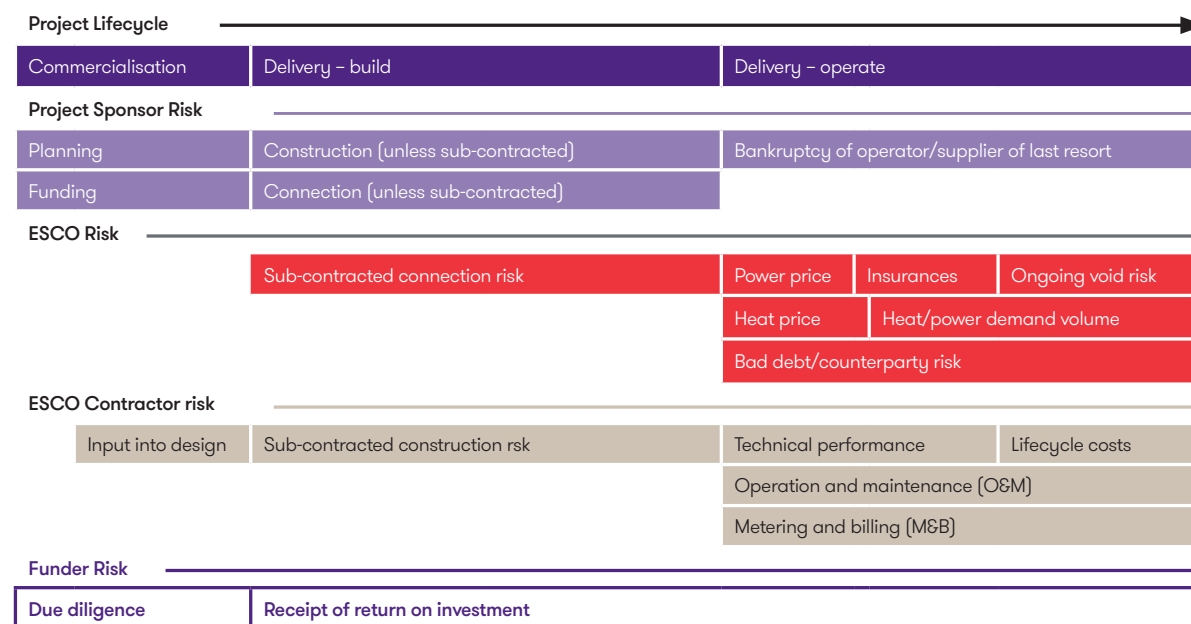 Project Lifecycle
Commercialisation Delivery – build Delivery – operate
Project Sponsor Risk
Planning Construction (unless sub-contracted) Bankruptcy of operator/supplier of last resort
Funding Connection (unless sub-contracted)
ESCO Risk
Sub-contracted connection risk Power price Insurances Ongoing void risk
Heat price Heat/power demand volume
Bad debt/counterparty risk
ESCO Contractor risk
Input into design Sub-contracted construction rsk Technical performance Lifecycle costs
Operation and maintenance (O&M)
Metering and billing (M&B)
Funder Risk
Due diligence Receipt of return on investment